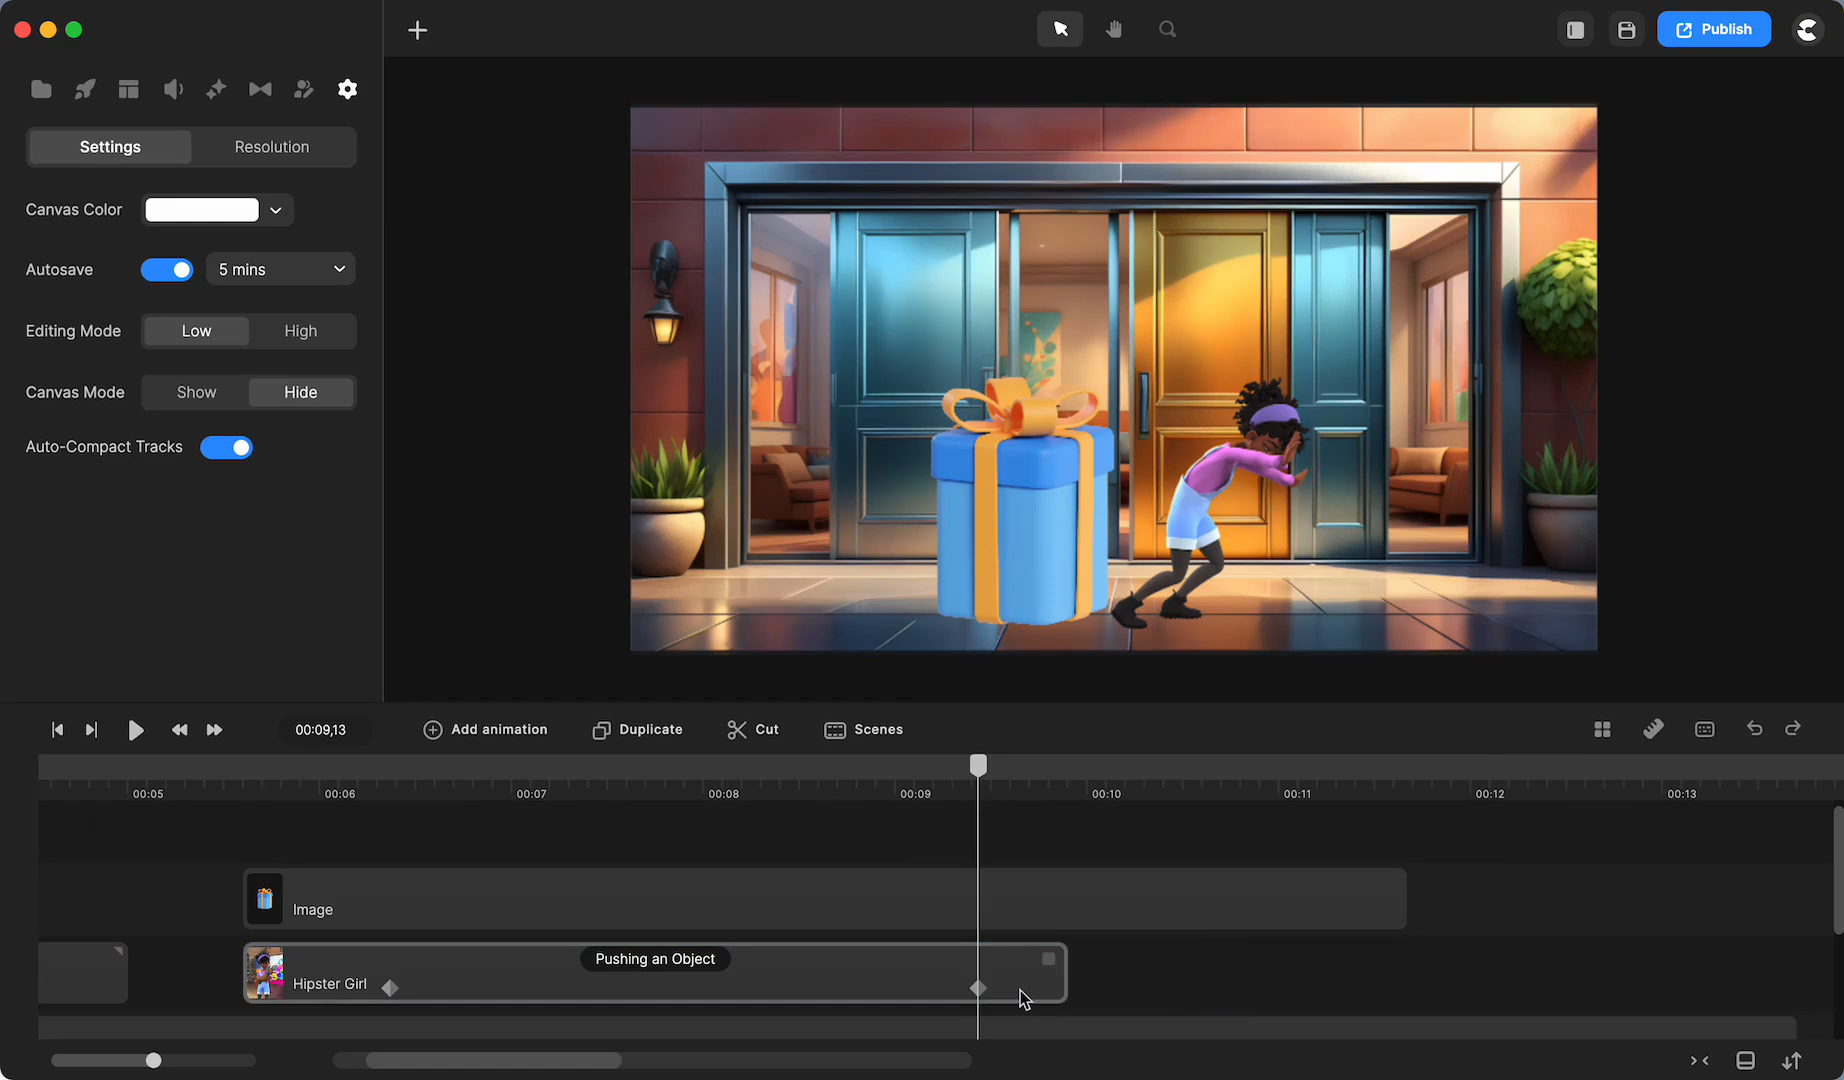 Publish
Settings
Resolution
Canvas Color
Autosave
5 mins
Editing Mode
Low
High
Canvas Mode
Show
Hide
Auto-Compact Tracks
00:09,13
Add animation
Duplicate
Cut
Scenes
00:05
00:06
00:07
00:08
00:09
00:10
00:11
00:12
00:13
Image
Pushing an Object
Hipster Girl